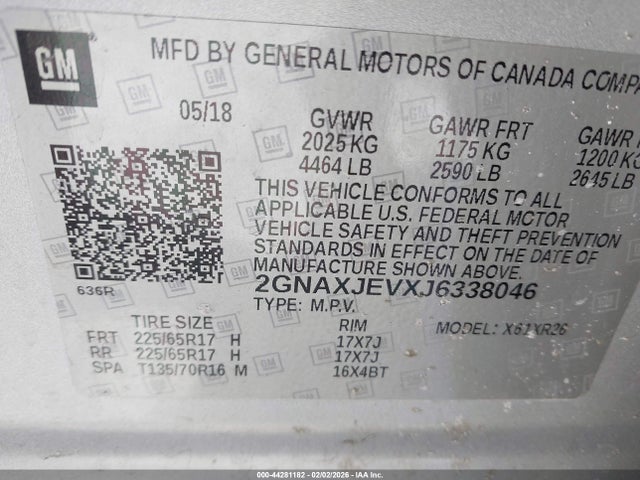 GM
MFD BY GENERAL MOTORS OF CANADA COMPA
05/18 GVWR GAWR FRT GAWR
2025 KG 1175 KG 1200 KG
4464 LB 2590 LB 2645 LB
THIS VEHICLE CONFORMS TO ALL
APPLICABLE U.S. FEDERAL MOTOR
VEHICLE SAFETY AND THEFT PREVENTION
STANDARDS IN EFFECT ON THE DATE OF
MANUFACTURE SHOWN ABOVE.
636R 2GNAXJEVXJ6338046
TYPE: M.P.V.
TIRE SIZE RIM MODEL: X61XR26
FRT 225/65R17 H 17X7J
RR 225/65R17 H 17X7J
SPA T135/70R16 M 16X4BT
000-44281182 - 02/02/2026 - IAA Inc.